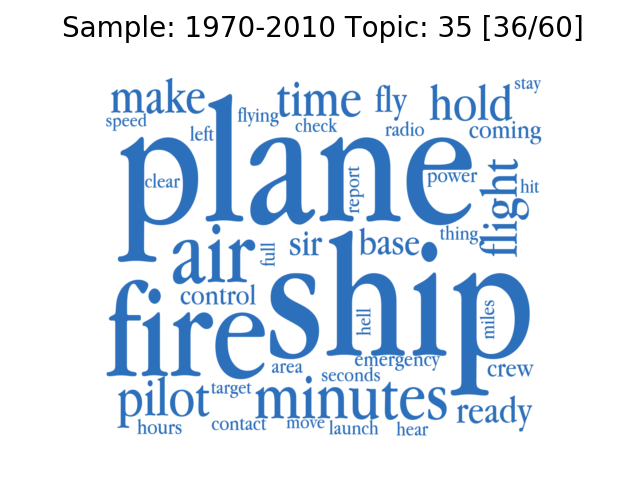 Sample: 1970-2010 Topic: 35 [36/60]
make time fly hold stay
speed left flying check radio coming
plane
clear report power flight hit
air full sir base thing
control
fire ship
hell miles
area emergency
seconds crew
pilot target minutes ready
hours contact move launch hear